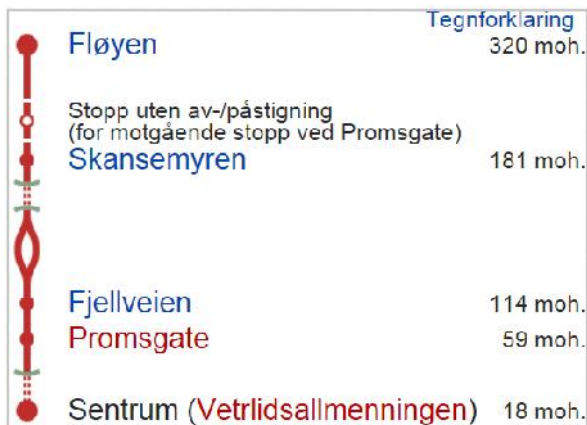 Tegnforklaring
Fløyen 320 moh.
Stopp uten av-/påstigning
(for motgående stopp ved Promsgate)
Skansemyren 181 moh.
Fjellveien 114 moh.
Promsgate 59 moh.
Sentrum (Vetrlidsallmenningen) 18 moh.